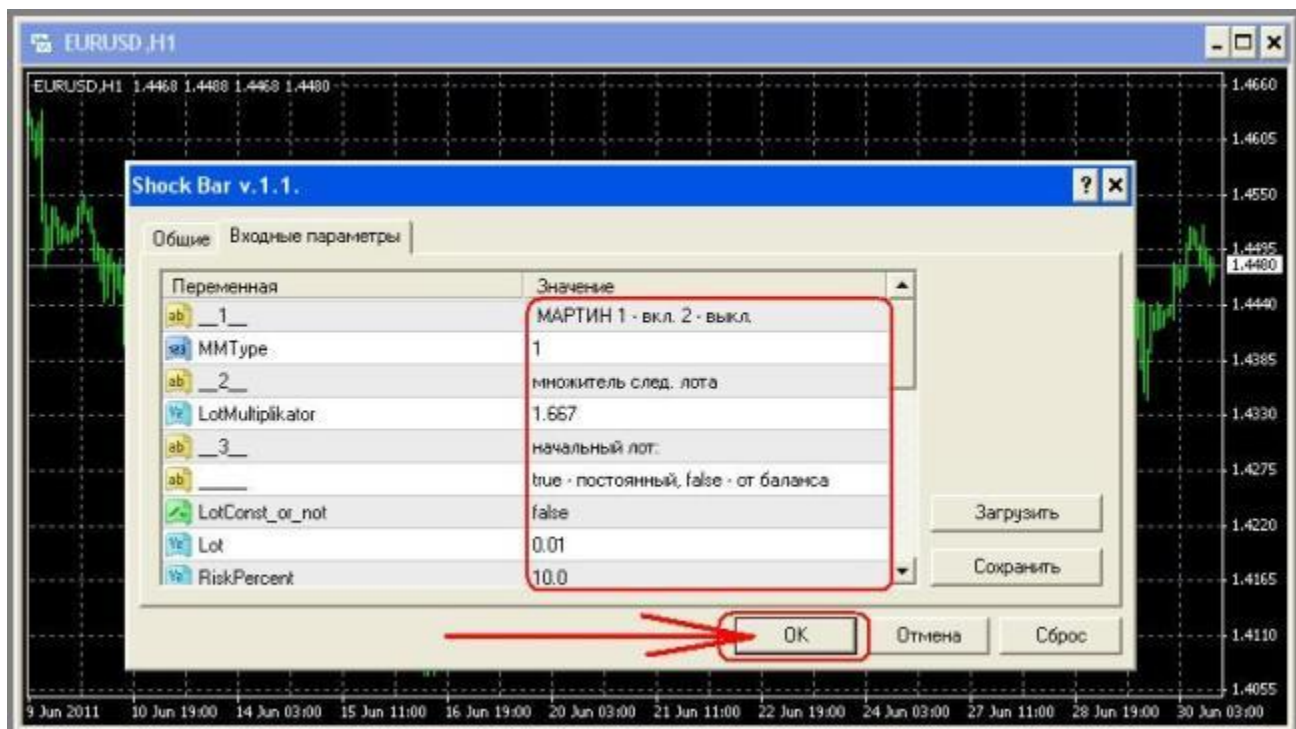 EURUSD,H1
EURUSD,H1 1.4468 1.4488 1.4468 1.4480
1.4660
1.4605
Shock Bar v.1.1.
1.4550
Общие Входные параметры
1.4495
1.4480
Переменная Значение
__1__ МАРТИН 1 - вкл. 2 - выкл.
1.4440
MMType 1
1.4385
__2__ множитель след. лота
LotMultiplikator 1.667
1.4330
__3__ начальный лот:
_____ true - постоянный, false - от баланса
1.4275
LotConst_or_not false
Загрузить
1.4220
Lot 0.01
RiskPercent 10.0
Сохранить
1.4165
OK Отмена Сброс
1.4110
1.4055
9 Jun 2011 10 Jun 19:00 14 Jun 03:00 15 Jun 11:00 16 Jun 19:00 20 Jun 03:00 21 Jun 11:00 22 Jun 19:00 24 Jun 03:00 27 Jun 11:00 28 Jun 19:00 30 Jun 03:00